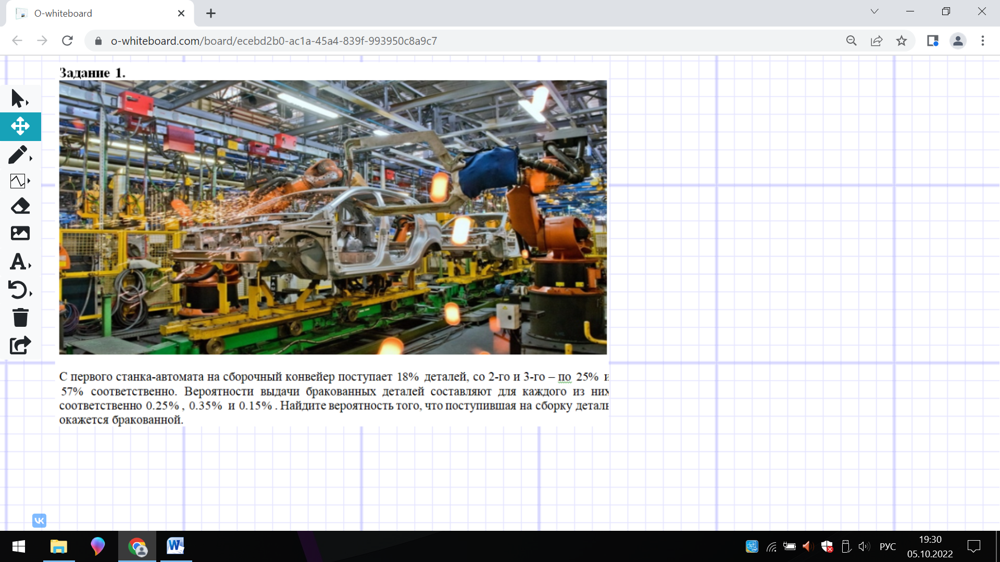 O-whiteboard
o-whiteboard.com/board/ecebd2b0-ac1a-45a4-839f-993950c8a9c7
Задание 1.
С первого станка-автомата на сборочный конвейер поступает 18% деталей, со 2-го и 3-го – по 25% и
57% соответственно. Вероятности выдачи бракованных деталей составляют для каждого из них
соответственно 0.25% , 0.35% и 0.15% . Найдите вероятность того, что поступившая на сборку деталь
окажется бракованной.
A
VK
W
РУС
19:30
05.10.2022